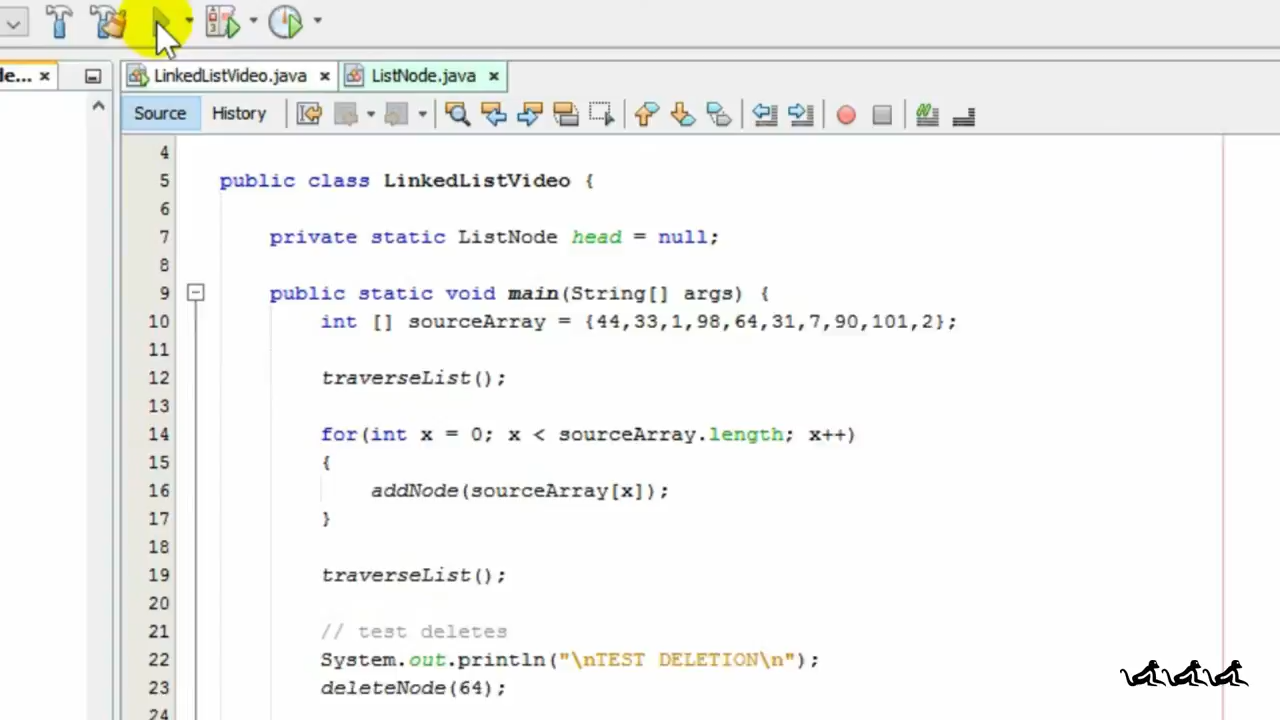 de...
LinkedListVideo.java
ListNode.java
Source
History
4
5 public class LinkedListVideo {
6
7 private static ListNode head = null;
8
9 public static void main(String[] args) {
10 int [] sourceArray = {44,33,1,98,64,31,7,90,101,2};
11
12 traverseList();
13
14 for(int x = 0; x < sourceArray.length; x++)
15 {
16 addNode(sourceArray[x]);
17 }
18
19 traverseList();
20
21 // test deletes
22 System.out.println("\nTEST DELETION\n");
23 deleteNode(64);
24